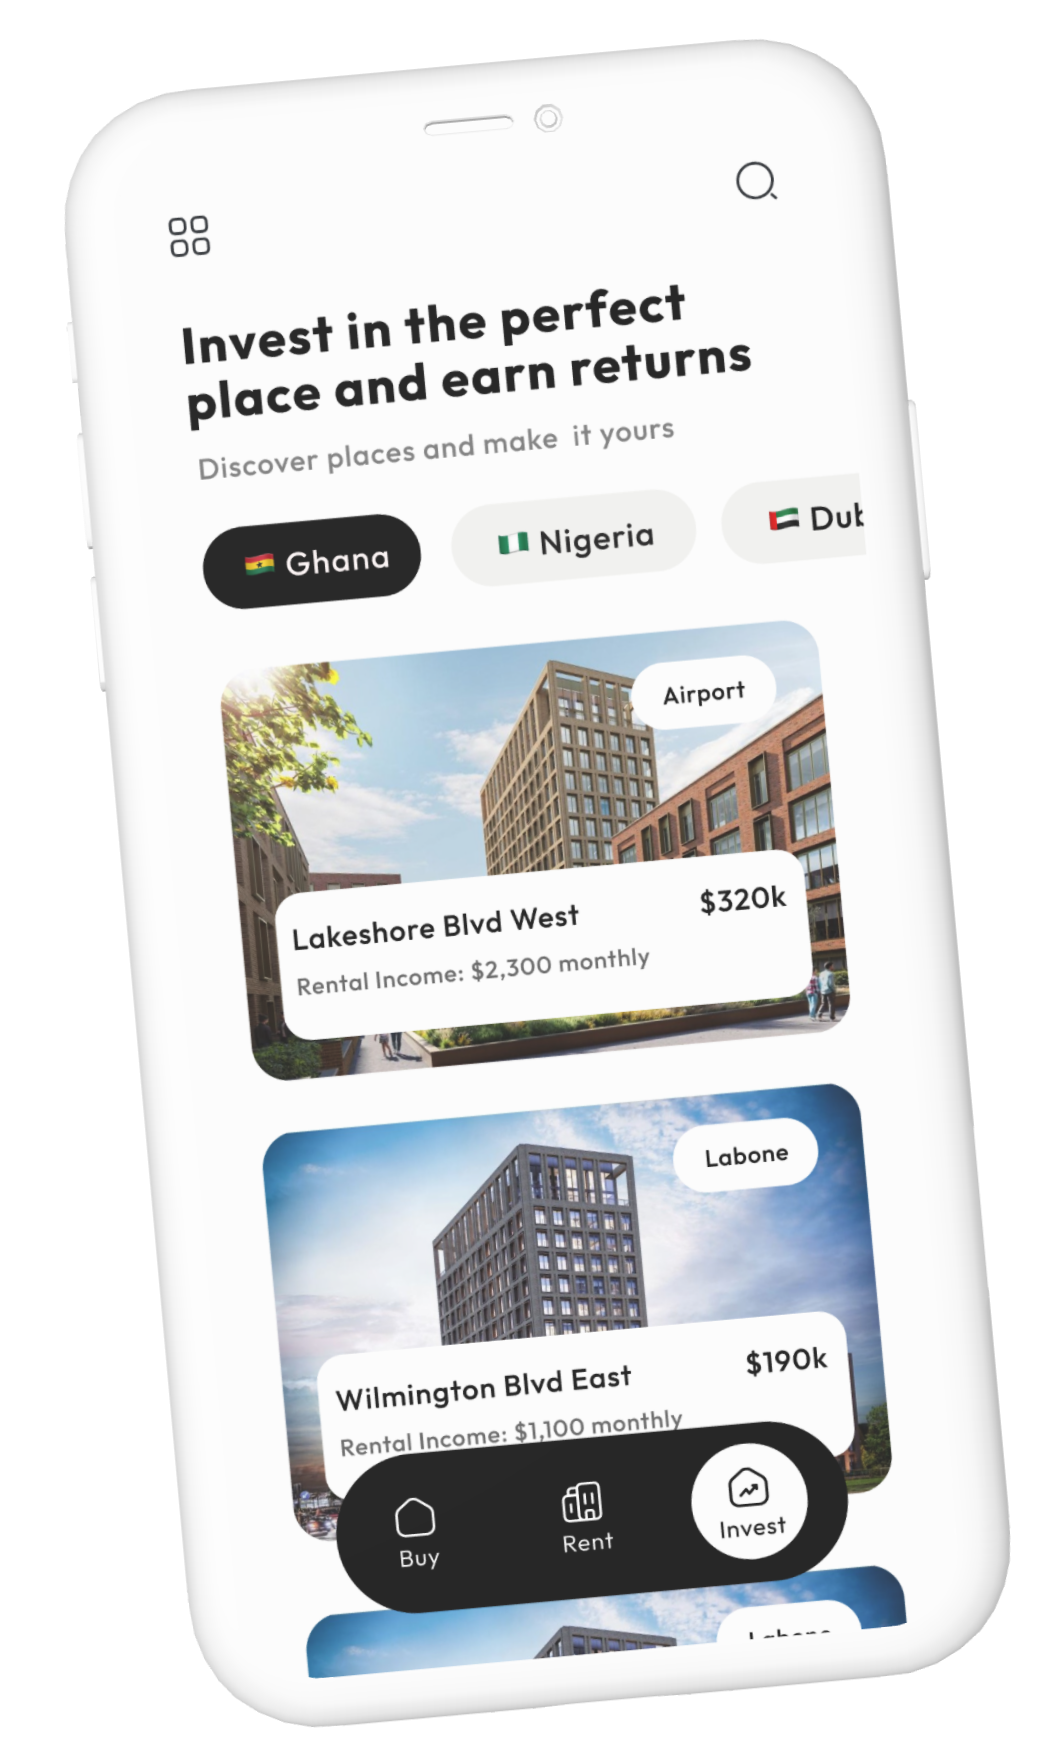 Invest in the perfect
place and earn returns
Discover places and make it yours
Ghana
Nigeria
Dub
Airport
Lakeshore Blvd West
$320k
Rental Income: $2,300 monthly
Labone
Wilmington Blvd East
$190k
Rental Income: $1,100 monthly
Buy
Rent
Invest
Labone